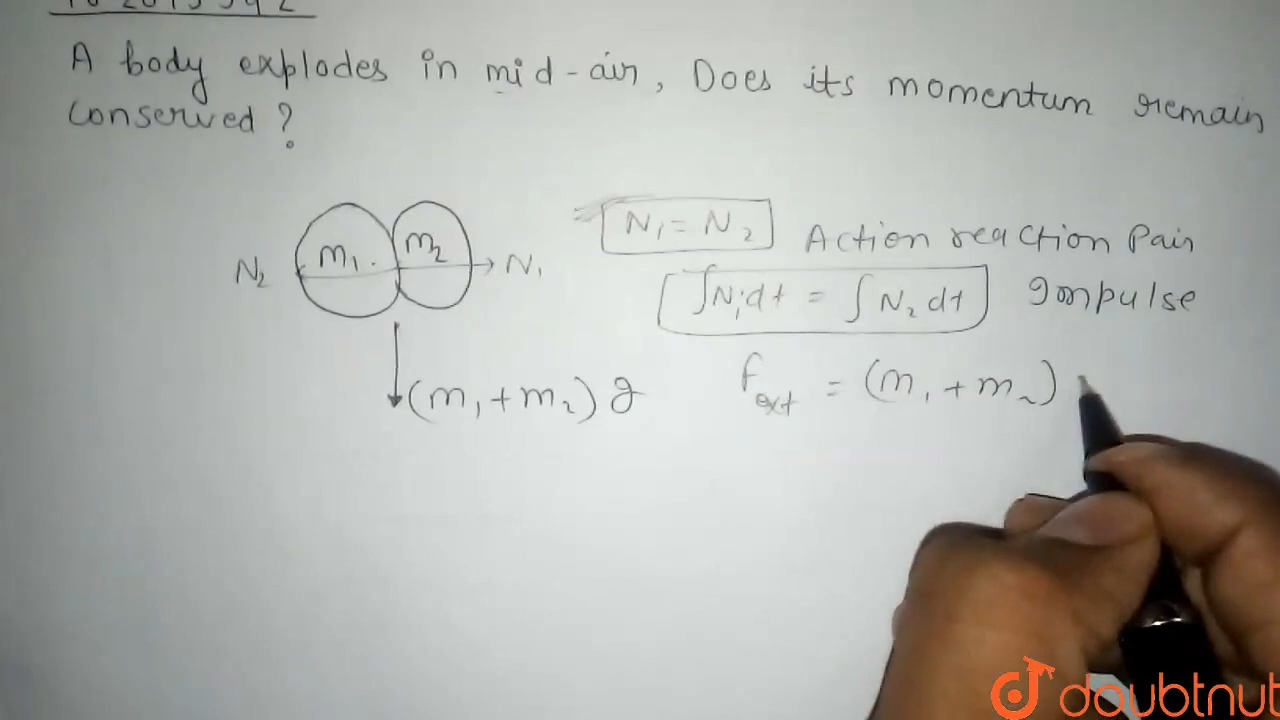 A body explodes in mid-air, Does its momentum remain
conserved?
N₁ = N₂ Action reaction Pair
m₁ m₂
N₂ N₁
∫N₁dt = ∫N₂dt Impulse
(m₁ + m₂)g
Fext = (m₁ + m₂)
doubtnut